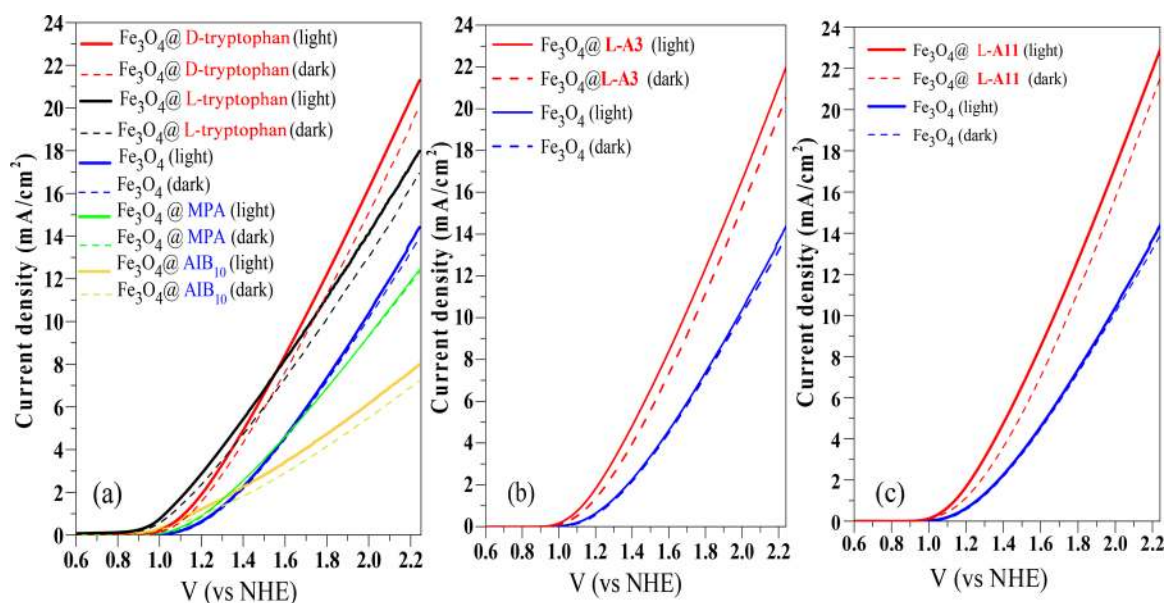 Current density (mA/cm²)
24
22
20
18
16
14
12
10
8
6
4
2
0
Fe₃O₄@ D-tryptophan (light)
Fe₃O₄@ D-tryptophan (dark)
Fe₃O₄@ L-tryptophan (light)
Fe₃O₄@ L-tryptophan (dark)
Fe₃O₄ (light)
Fe₃O₄ (dark)
Fe₃O₄@ MPA (light)
Fe₃O₄@ MPA (dark)
Fe₃O₄@ AIB₁₀ (light)
Fe₃O₄@ AIB₁₀ (dark)
(a)
0.6 0.8 1.0 1.2 1.4 1.6 1.8 2.0 2.2
V (vs NHE)
Current density (mA/cm²)
24
22
20
18
16
14
12
10
8
6
4
2
0
Fe₃O₄@ L-A3 (light)
Fe₃O₄@L-A3 (dark)
Fe₃O₄ (light)
Fe₃O₄ (dark)
(b)
0.6 0.8 1.0 1.2 1.4 1.6 1.8 2.0 2.2
V (vs NHE)
Current density (mA/cm²)
24
22
20
18
16
14
12
10
8
6
4
2
0
Fe₃O₄@ L-A11 (light)
Fe₃O₄@ L-A11 (dark)
Fe₃O₄ (light)
Fe₃O₄ (dark)
(c)
0.6 0.8 1.0 1.2 1.4 1.6 1.8 2.0 2.2
V (vs NHE)